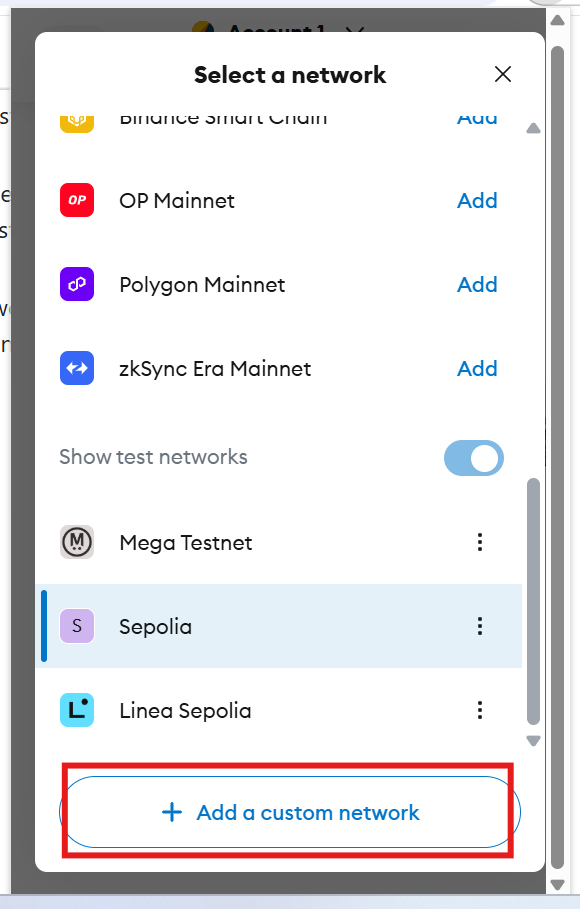 Account 1
Select a network
Binance Smart Chain
Add
OP
OP Mainnet
Add
Polygon Mainnet
Add
zkSync Era Mainnet
Add
Show test networks
M
Mega Testnet
S
Sepolia
L
Linea Sepolia
+ Add a custom network